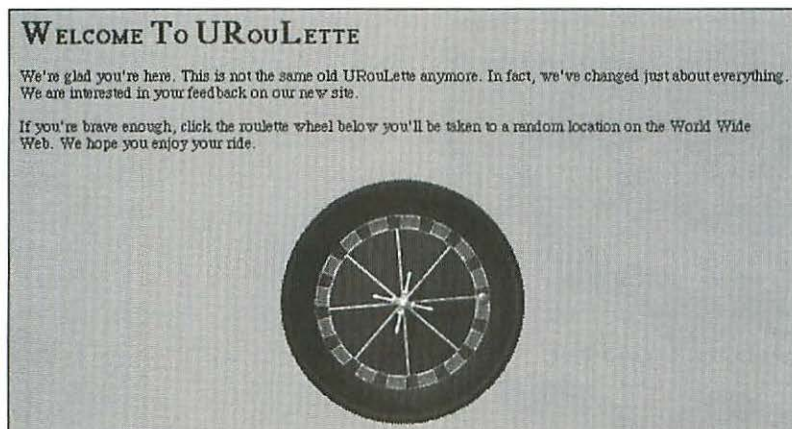 WELCOME TO UROULETTE
We're glad you're here. This is not the same old URouLette anymore. In fact, we've changed just about everything.
We are interested in your feedback on our new site.
If you're brave enough, click the roulette wheel below you'll be taken to a random location on the World Wide
Web. We hope you enjoy your ride.